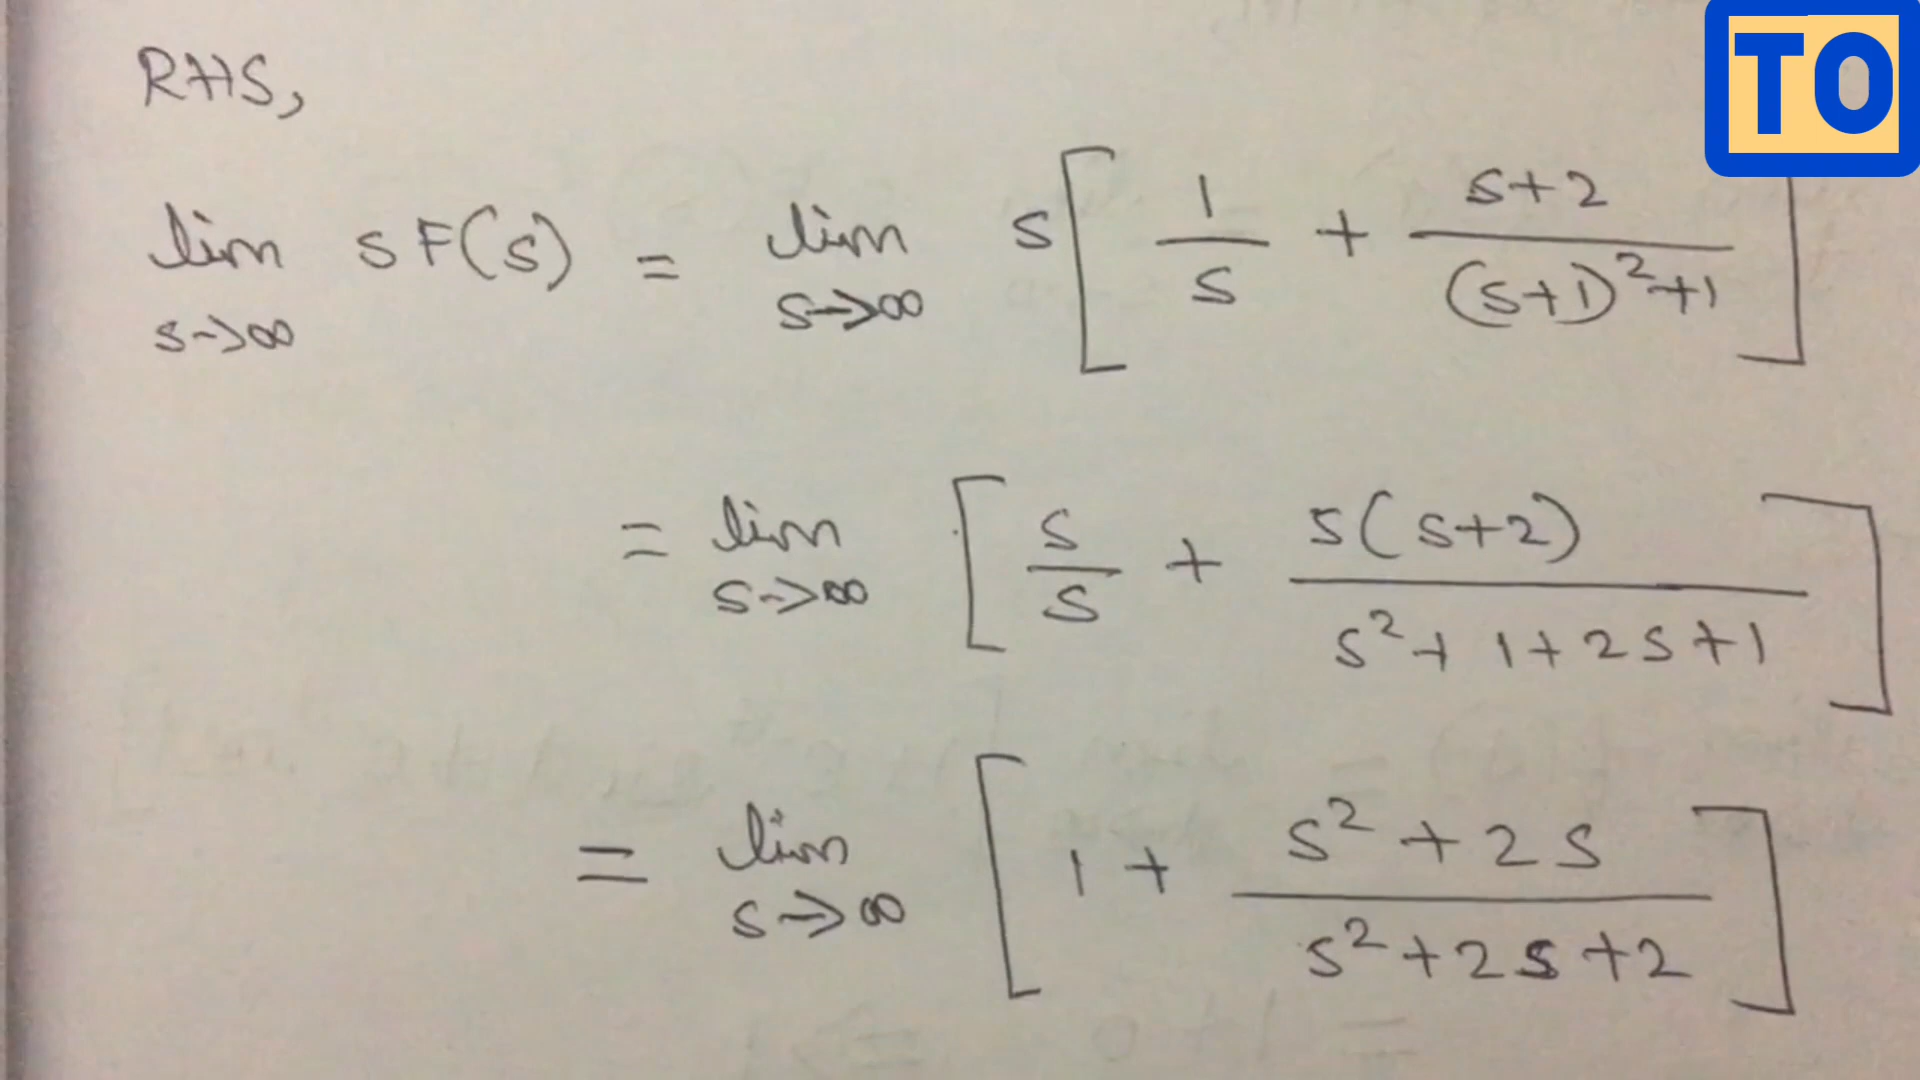 TO
RHS,
lim s→∞ sF(s) = lim s→∞ s[1/s + (s+2)/((s+1)²+1)]
= lim s→∞ [s/s + s(s+2)/(s²+1+2s+1)]
= lim s→∞ [1 + (s²+2s)/(s²+2s+2)]